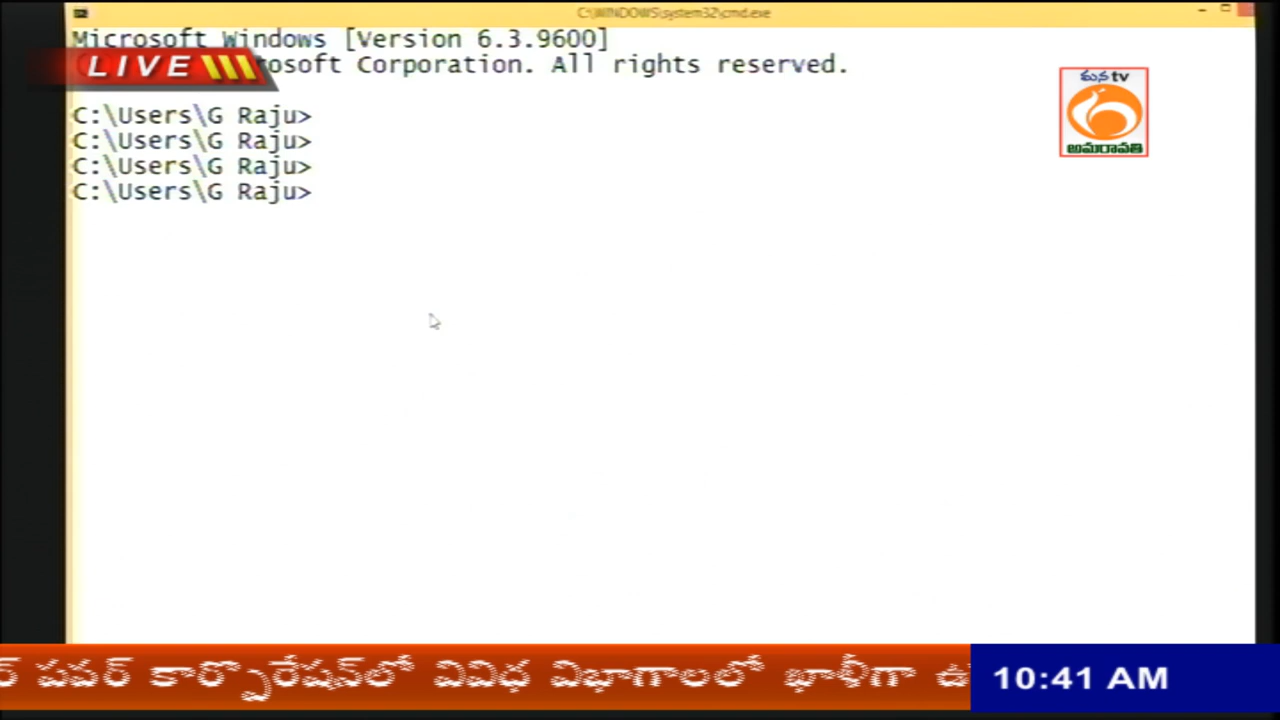 C:\WINDOWS\system32\cmd.exe
Microsoft Windows [Version 6.3.9600]
LIVE
osoft Corporation. All rights reserved.
మన tv
అమరావతి
C:\Users\G Raju>
C:\Users\G Raju>
C:\Users\G Raju>
C:\Users\G Raju>
పవర్ కార్పొరేషన్‌లో వివిధ విభాగాలలో ఖాళీగా ఉ
10:41 AM